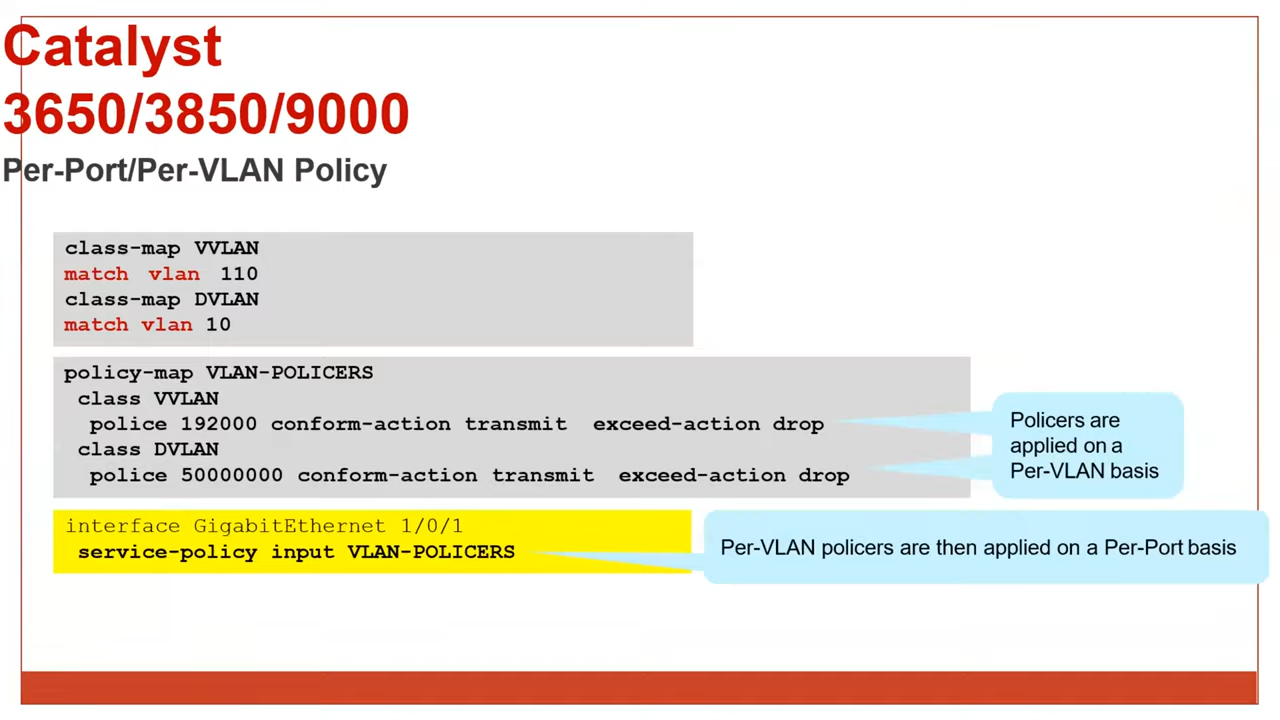 Catalyst
3650/3850/9000
Per-Port/Per-VLAN Policy
class-map VVLAN
match vlan 110
class-map DVLAN
match vlan 10
policy-map VLAN-POLICERS
class VVLAN
police 192000 conform-action transmit exceed-action drop
class DVLAN
police 50000000 conform-action transmit exceed-action drop
Policers are
applied on a
Per-VLAN basis
interface GigabitEthernet 1/0/1
service-policy input VLAN-POLICERS
Per-VLAN policers are then applied on a Per-Port basis